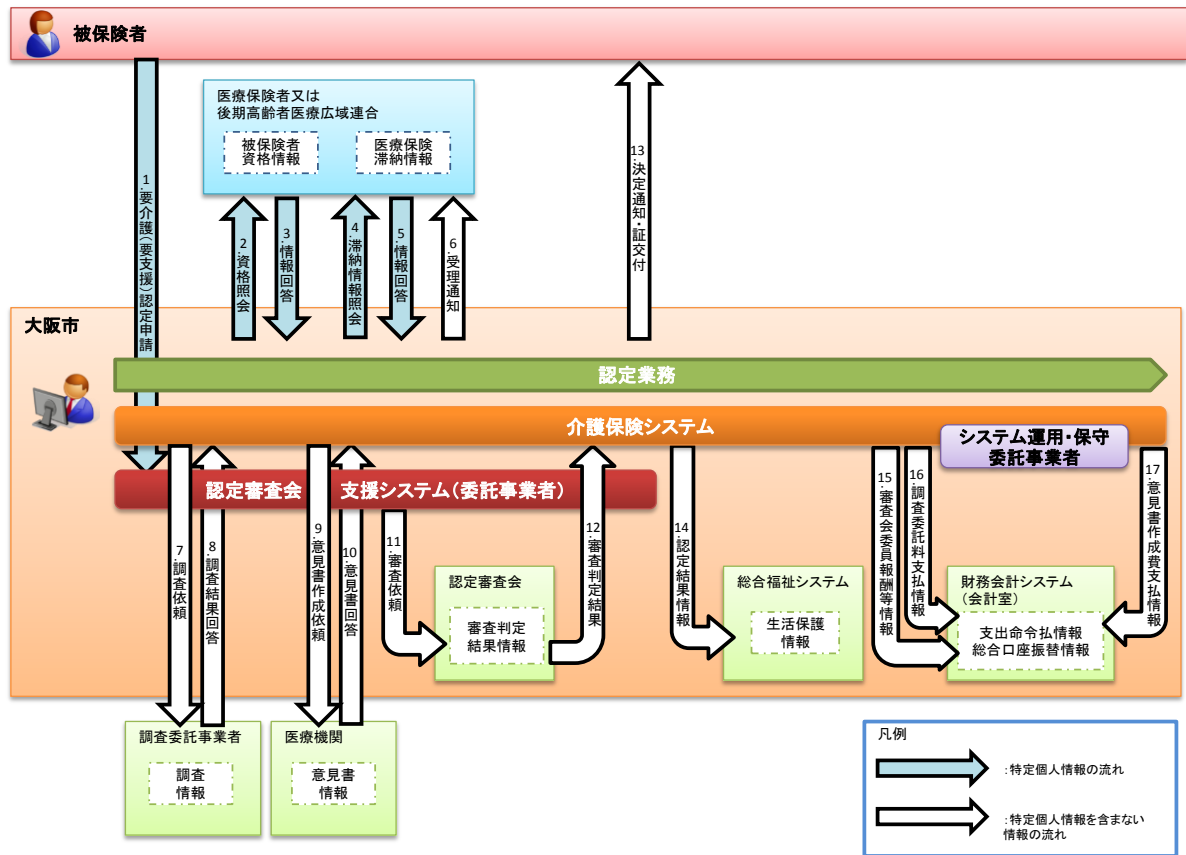 被保険者
医療保険者又は
後期高齢者医療広域連合
被保険者
資格情報
医療保険
滞納情報
1.要介護(要支援)認定申請
2.資格照会
3.情報回答
4.滞納情報照会
5.情報回答
6.受理通知
13.決定通知・証交付
大阪市
認定業務
介護保険システム
システム運用・保守
委託事業者
認定審査会 支援システム(委託事業者)
7.調査依頼
8.調査結果回答
9.意見書作成依頼
10.意見書回答
11.審査依頼
12.審査判定結果
14.認定結果情報
15.審査会委員報酬等情報
16.調査委託料支払情報
17.意見書作成費支払情報
認定審査会
審査判定
結果情報
総合福祉システム
生活保護
情報
財務会計システム
(会計室)
支出命令払情報
総合口座振替情報
調査委託事業者
調査
情報
医療機関
意見書
情報
凡例
:特定個人情報の流れ
:特定個人情報を含まない
情報の流れ